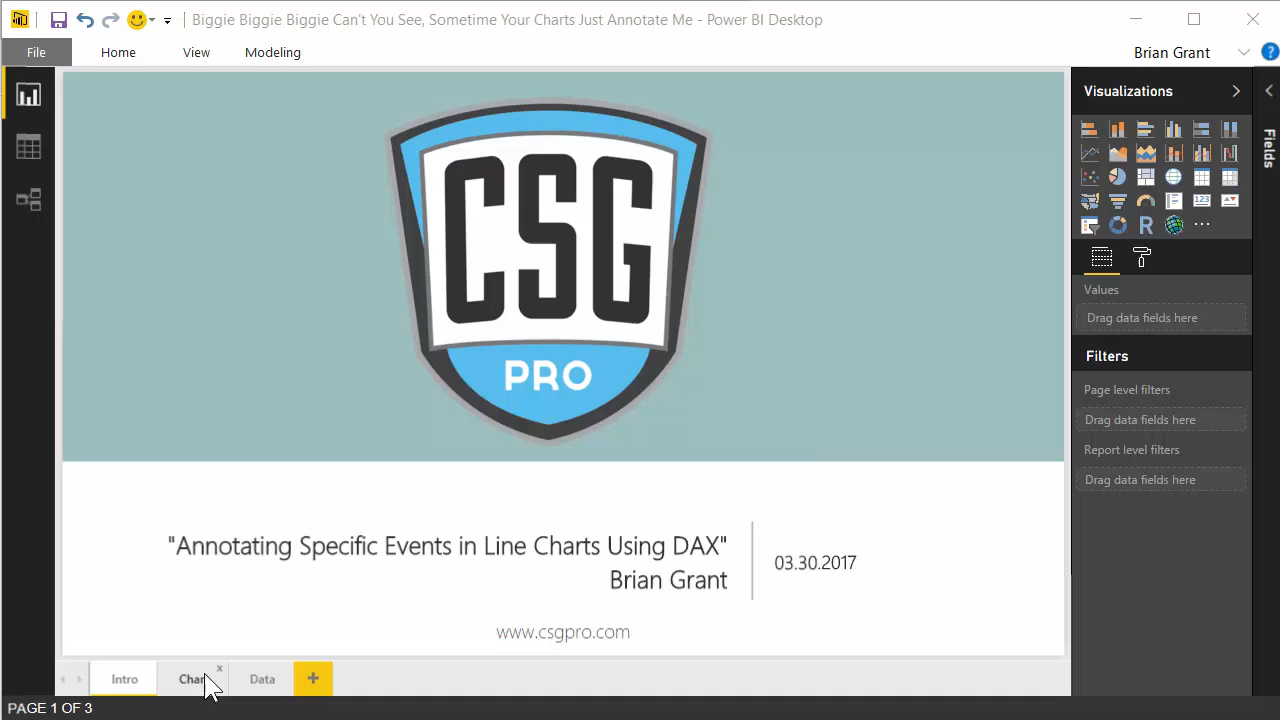 Biggie Biggie Biggie Can't You See, Sometime Your Charts Just Annotate Me - Power BI Desktop
File Home View Modeling Brian Grant ?
Visualizations
Fields
123
R
Values
Drag data fields here
Filters
Page level filters
Drag data fields here
Report level filters
Drag data fields here
CSG
PRO
"Annotating Specific Events in Line Charts Using DAX"
Brian Grant
03.30.2017
www.csgpro.com
Intro Char x Data +
PAGE 1 OF 3